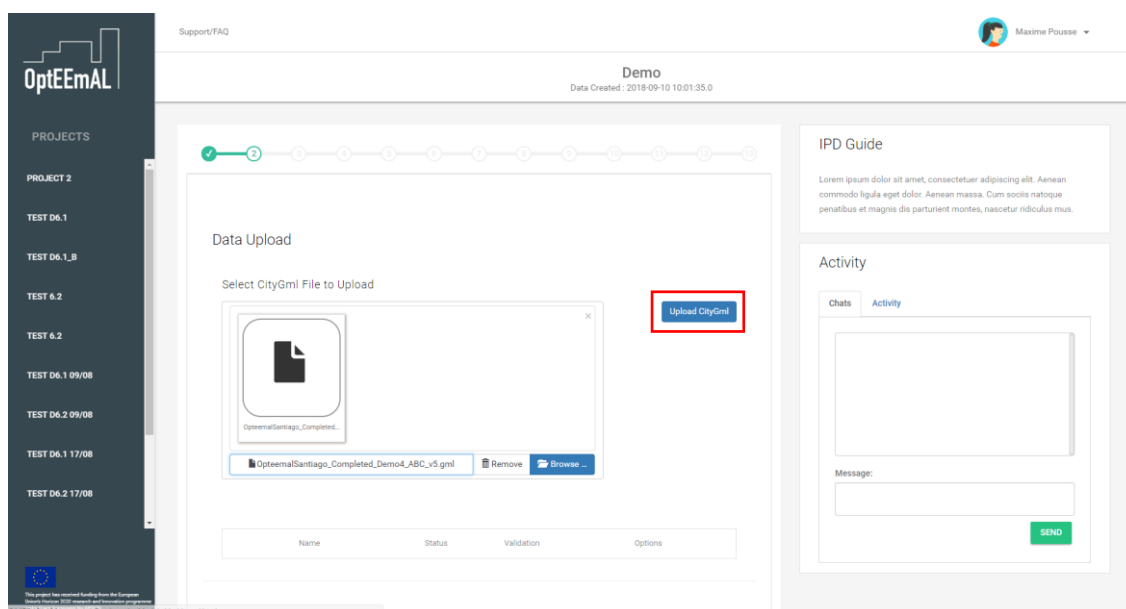 Support/FAQ
Maxime Pousse
OptEEmAL
Demo
Data Created : 2018-09-10 10:01:35.0
PROJECTS
PROJECT 2
TEST D6.1
TEST D6.1_B
TEST 6.2
TEST 6.2
TEST D6.1 09/08
TEST D6.2 09/08
TEST D6.1 17/08
TEST D6.2 17/08
This project has received funding from the European
Union's Horizon 2020 research and innovation programme
2 3 4 5 6 7 8 9 10 11 12 13
Data Upload
Select CityGml File to Upload
×
OpteemalSantiago_Completed...
OpteemalSantiago_Completed_Demo4_ABC_v5.gml
Remove
Browse ...
Upload CityGml
Name Status Validation Options
IPD Guide
Lorem ipsum dolor sit amet, consectetuer adipiscing elit. Aenean
commodo ligula eget dolor. Aenean massa. Cum sociis natoque
penatibus et magnis dis parturient montes, nascetur ridiculus mus.
Activity
Chats Activity
Message:
SEND